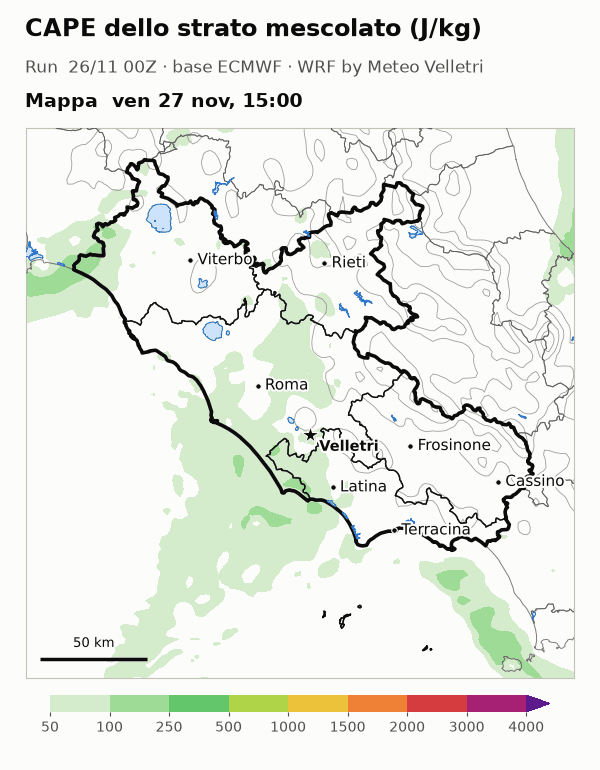 CAPE dello strato mescolato (J/kg)
Run  26/11 00Z · base ECMWF · WRF by Meteo Velletri
Mappa  ven 27 nov, 15:00
Viterbo
Rieti
Roma
Velletri
Frosinone
Cassino
Latina
Terracina
50 km
50 100 250 500 1000 1500 2000 3000 4000